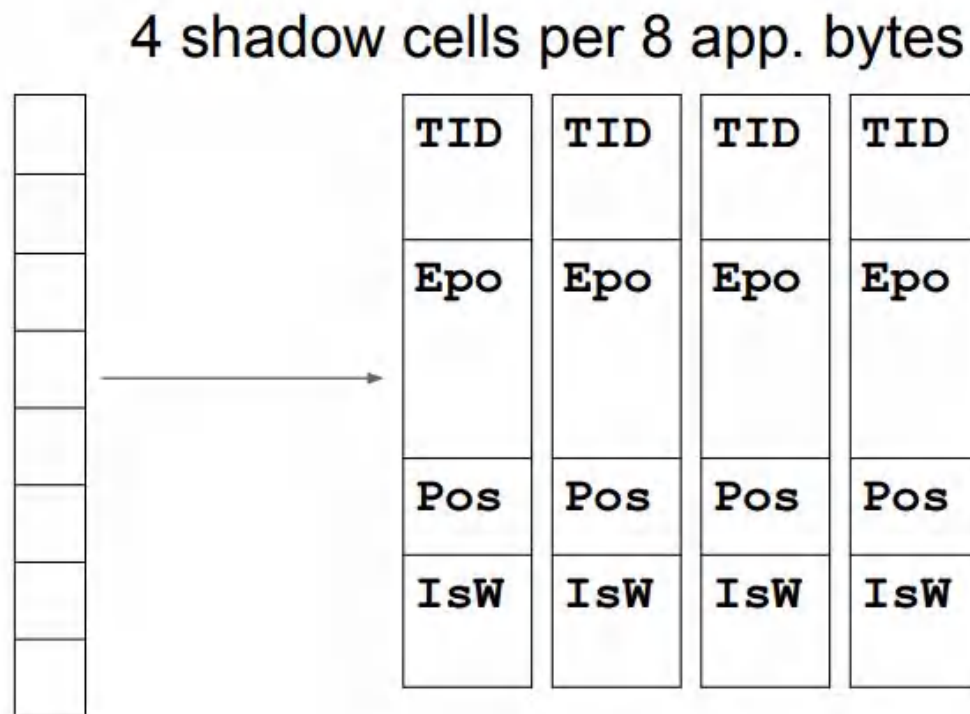 4 shadow cells per 8 app. bytes
TID TID TID TID
Epo Epo Epo Epo
Pos Pos Pos Pos
IsW IsW IsW IsW